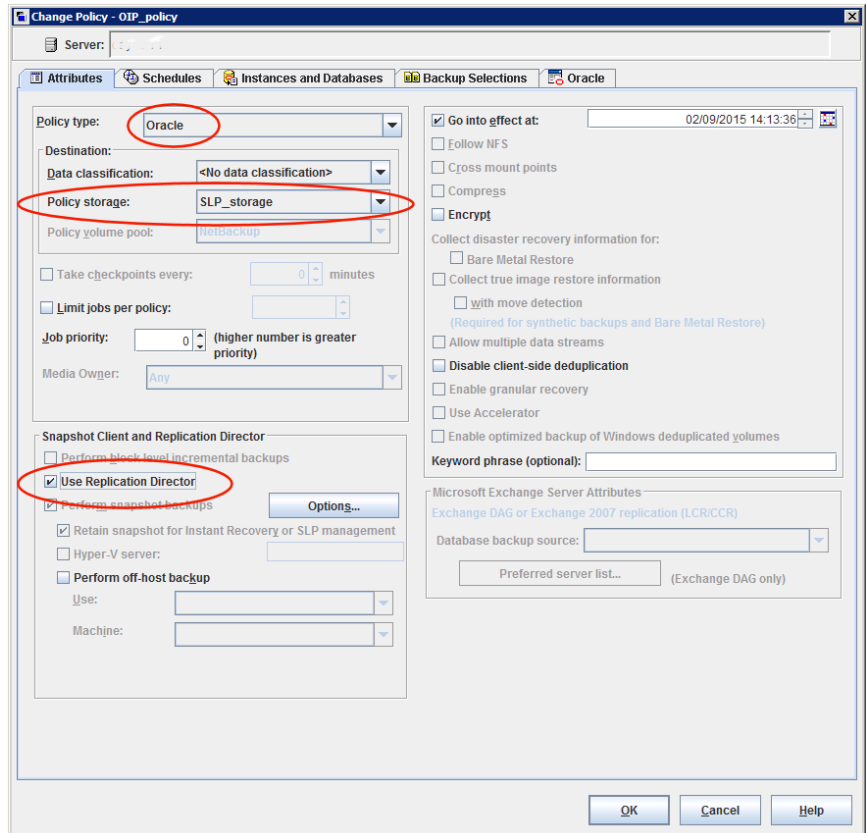 Change Policy - OIP_policy
Server:
Attributes
Schedules
Instances and Databases
Backup Selections
Oracle
Policy type:
Oracle
Destination:
Data classification:
<No data classification>
Policy storage:
SLP_storage
Policy volume pool:
NetBackup
Take checkpoints every:
0
minutes
Limit jobs per policy:
Job priority:
0
(higher number is greater
priority)
Media Owner:
Any
Snapshot Client and Replication Director
Perform block level incremental backups
Use Replication Director
Perform snapshot backups
Options...
Retain snapshot for Instant Recovery or SLP management
Hyper-V server:
Perform off-host backup
Use:
Machine:
Go into effect at:
02/09/2015 14:13:36
Follow NFS
Cross mount points
Compress
Encrypt
Collect disaster recovery information for:
Bare Metal Restore
Collect true image restore information
with move detection
(Required for synthetic backups and Bare Metal Restore)
Allow multiple data streams
Disable client-side deduplication
Enable granular recovery
Use Accelerator
Enable optimized backup of Windows deduplicated volumes
Keyword phrase (optional):
Microsoft Exchange Server Attributes
Exchange DAG or Exchange 2007 replication (LCR/CCR)
Database backup source:
Preferred server list...
(Exchange DAG only)
OK
Cancel
Help